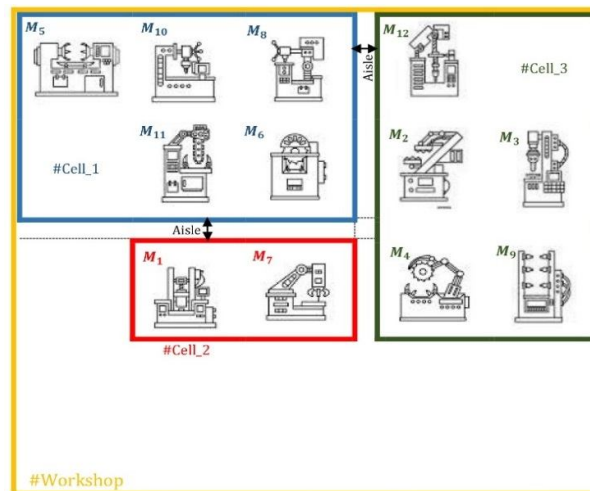 M₅
M₁₀
M₈
M₁₂
Aisle
#Cell_3
M₁₁
M₆
M₂
M₃
#Cell_1
Aisle
M₁
M₇
M₄
M₉
#Cell_2
#Workshop